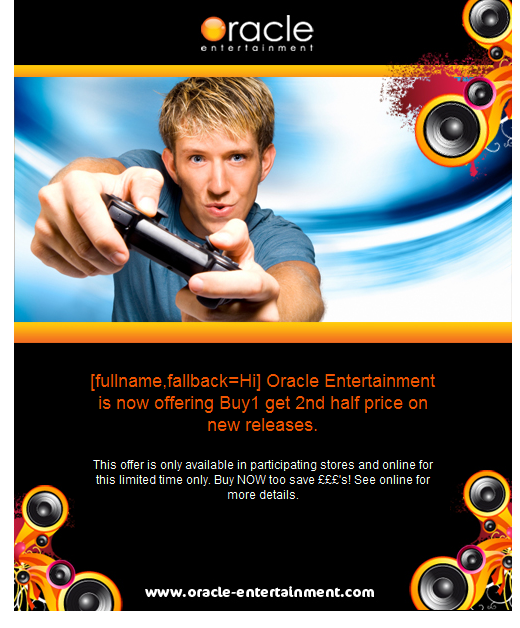 Oracle
entertainment
[fullname,fallback=Hi] Oracle Entertainment
is now offering Buy1 get 2nd half price on
new releases.
This offer is only available in participating stores and online for
this limited time only. Buy NOW too save £££'s! See online for
more details.
www.oracle-entertainment.com